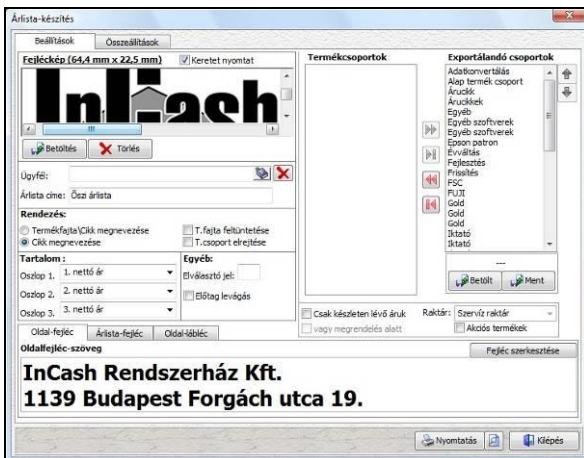 Árlista-készítés
Beállítások
Összeállítások
Fejléckép (64,4 mm x 22,5 mm)
Keretet nyomtat
InCash
Betöltés
Törlés
Ügyfél:
Árlista címe: Őszi árlista
Rendezés:
Termékfajta\Cikk megnevezése
Cikk megnevezése
T.fajta feltüntetése
T.csoport elrejtése
Tartalom :
Oszlop 1. 1. nettó ár
Oszlop 2. 2. nettó ár
Oszlop 3. 3. nettó ár
Egyéb:
Elválasztó jel:
Előtag levágás
Termékcsoportok
Exportálandó csoportok
Adatkonvertálás
Alap termék csoport
Árucikk
Árucikkek
Egyéb
Egyéb szoftverek
Egyéb szoftverek
Epson patron
Évváltás
Fejlesztés
Frissítés
FSC
FUJI
Gold
Gold
Gold
Iktató
Iktató
---
Betölt
Ment
Csak készleten lévő áruk
vagy megrendelés alatt
Raktár: Szervíz raktár
Akciós termékek
Oldal-fejléc
Árlista-fejléc
Oldal-lábléc
Oldalfejléc-szöveg
Fejléc szerkesztése
InCash Rendszerház Kft.
1139 Budapest Forgách utca 19.
Nyomtatás
Kilépés